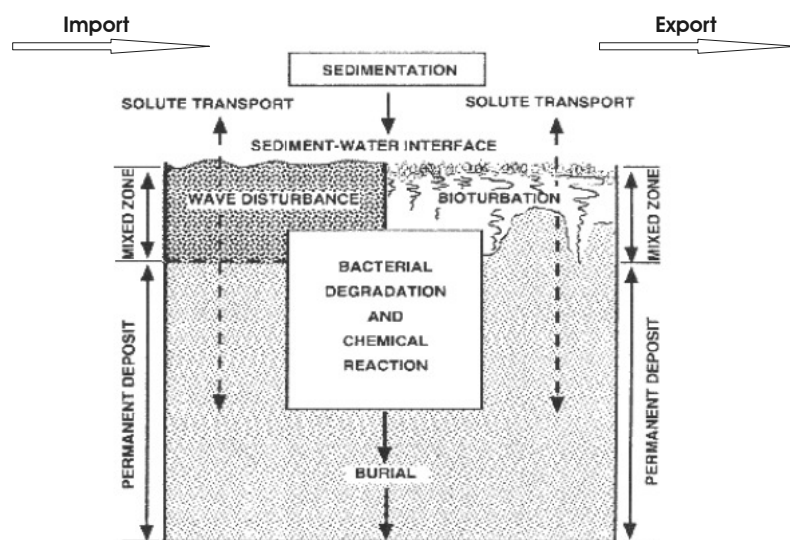 Import
Export
SEDIMENTATION
SOLUTE TRANSPORT
SOLUTE TRANSPORT
SEDIMENT-WATER INTERFACE
MIXED ZONE
WAVE DISTURBANCE
BIOTURBATION
MIXED ZONE
BACTERIAL
DEGRADATION
AND
CHEMICAL
REACTION
PERMANENT DEPOSIT
PERMANENT DEPOSIT
BURIAL